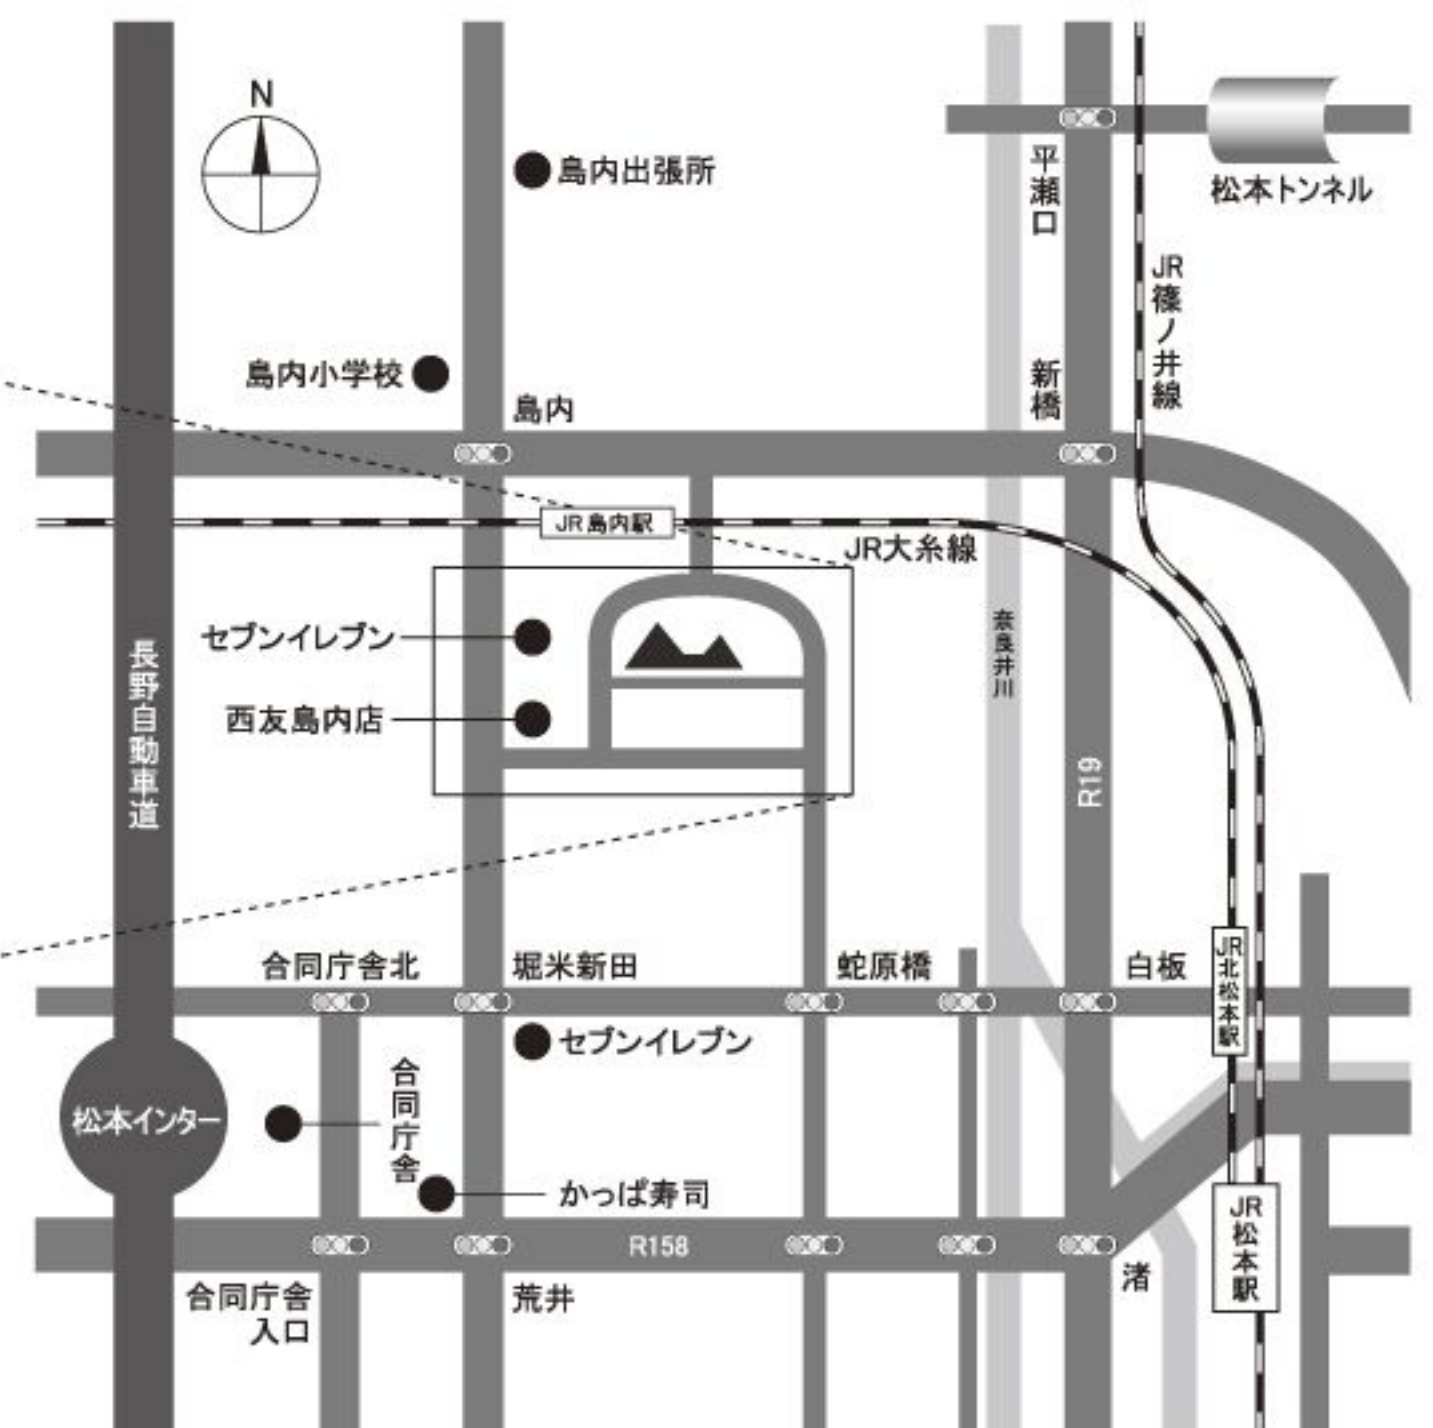 N
島内出張所
平瀬口
松本トンネル
JR篠ノ井線
島内小学校
島内
新橋
JR島内駅
JR大糸線
セブンイレブン
西友島内店
奈良井川
長野自動車道
R19
合同庁舎北
堀米新田
蛇原橋
白板
JR北松本駅
セブンイレブン
合同庁舎
松本インター
かっぱ寿司
R158
JR松本駅
合同庁舎
入口
荒井
渚